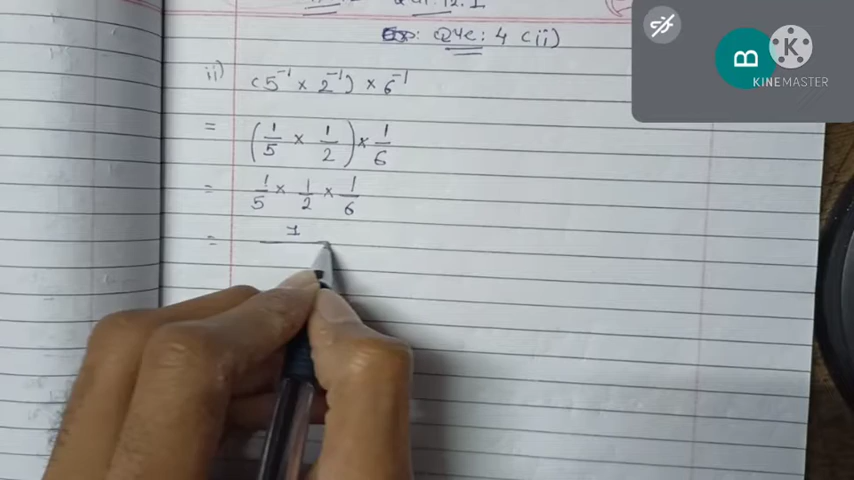 Que: 4 (ii)
ii) (5⁻¹ × 2⁻¹) × 6⁻¹
= (1/5 × 1/2) × 1/6
= 1/5 × 1/2 × 1/6
= 1
B K
KINEMASTER